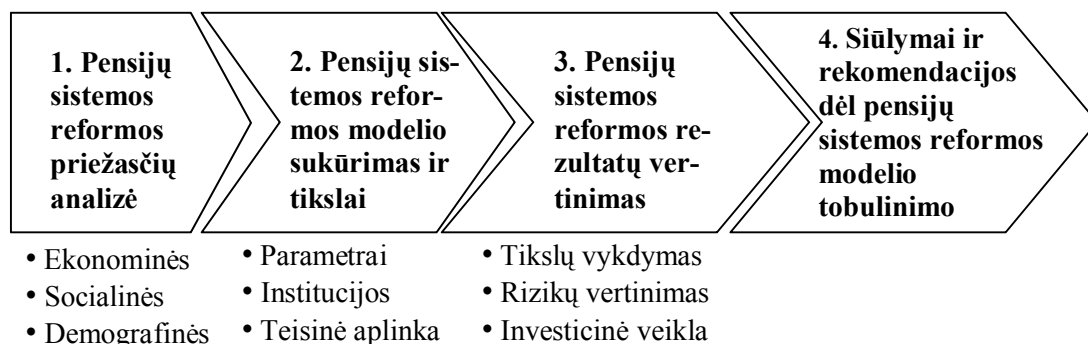 1. Pensijų
sistemos
reformos
priežasčių
analizė
2. Pensijų sis-
temos refor-
mos modelio
sukūrimas ir
tikslai
3. Pensijų
sistemos
reformos re-
zultatų ver-
tinimas
4. Siūlymai ir
rekomendacijos
dėl pensijų
sistemos reformos
modelio
tobulinimo
• Ekonominės
• Socialinės
• Demografinės
• Parametrai
• Institucijos
• Teisinė aplinka
• Tikslų vykdymas
• Rizikų vertinimas
• Investicinė veikla